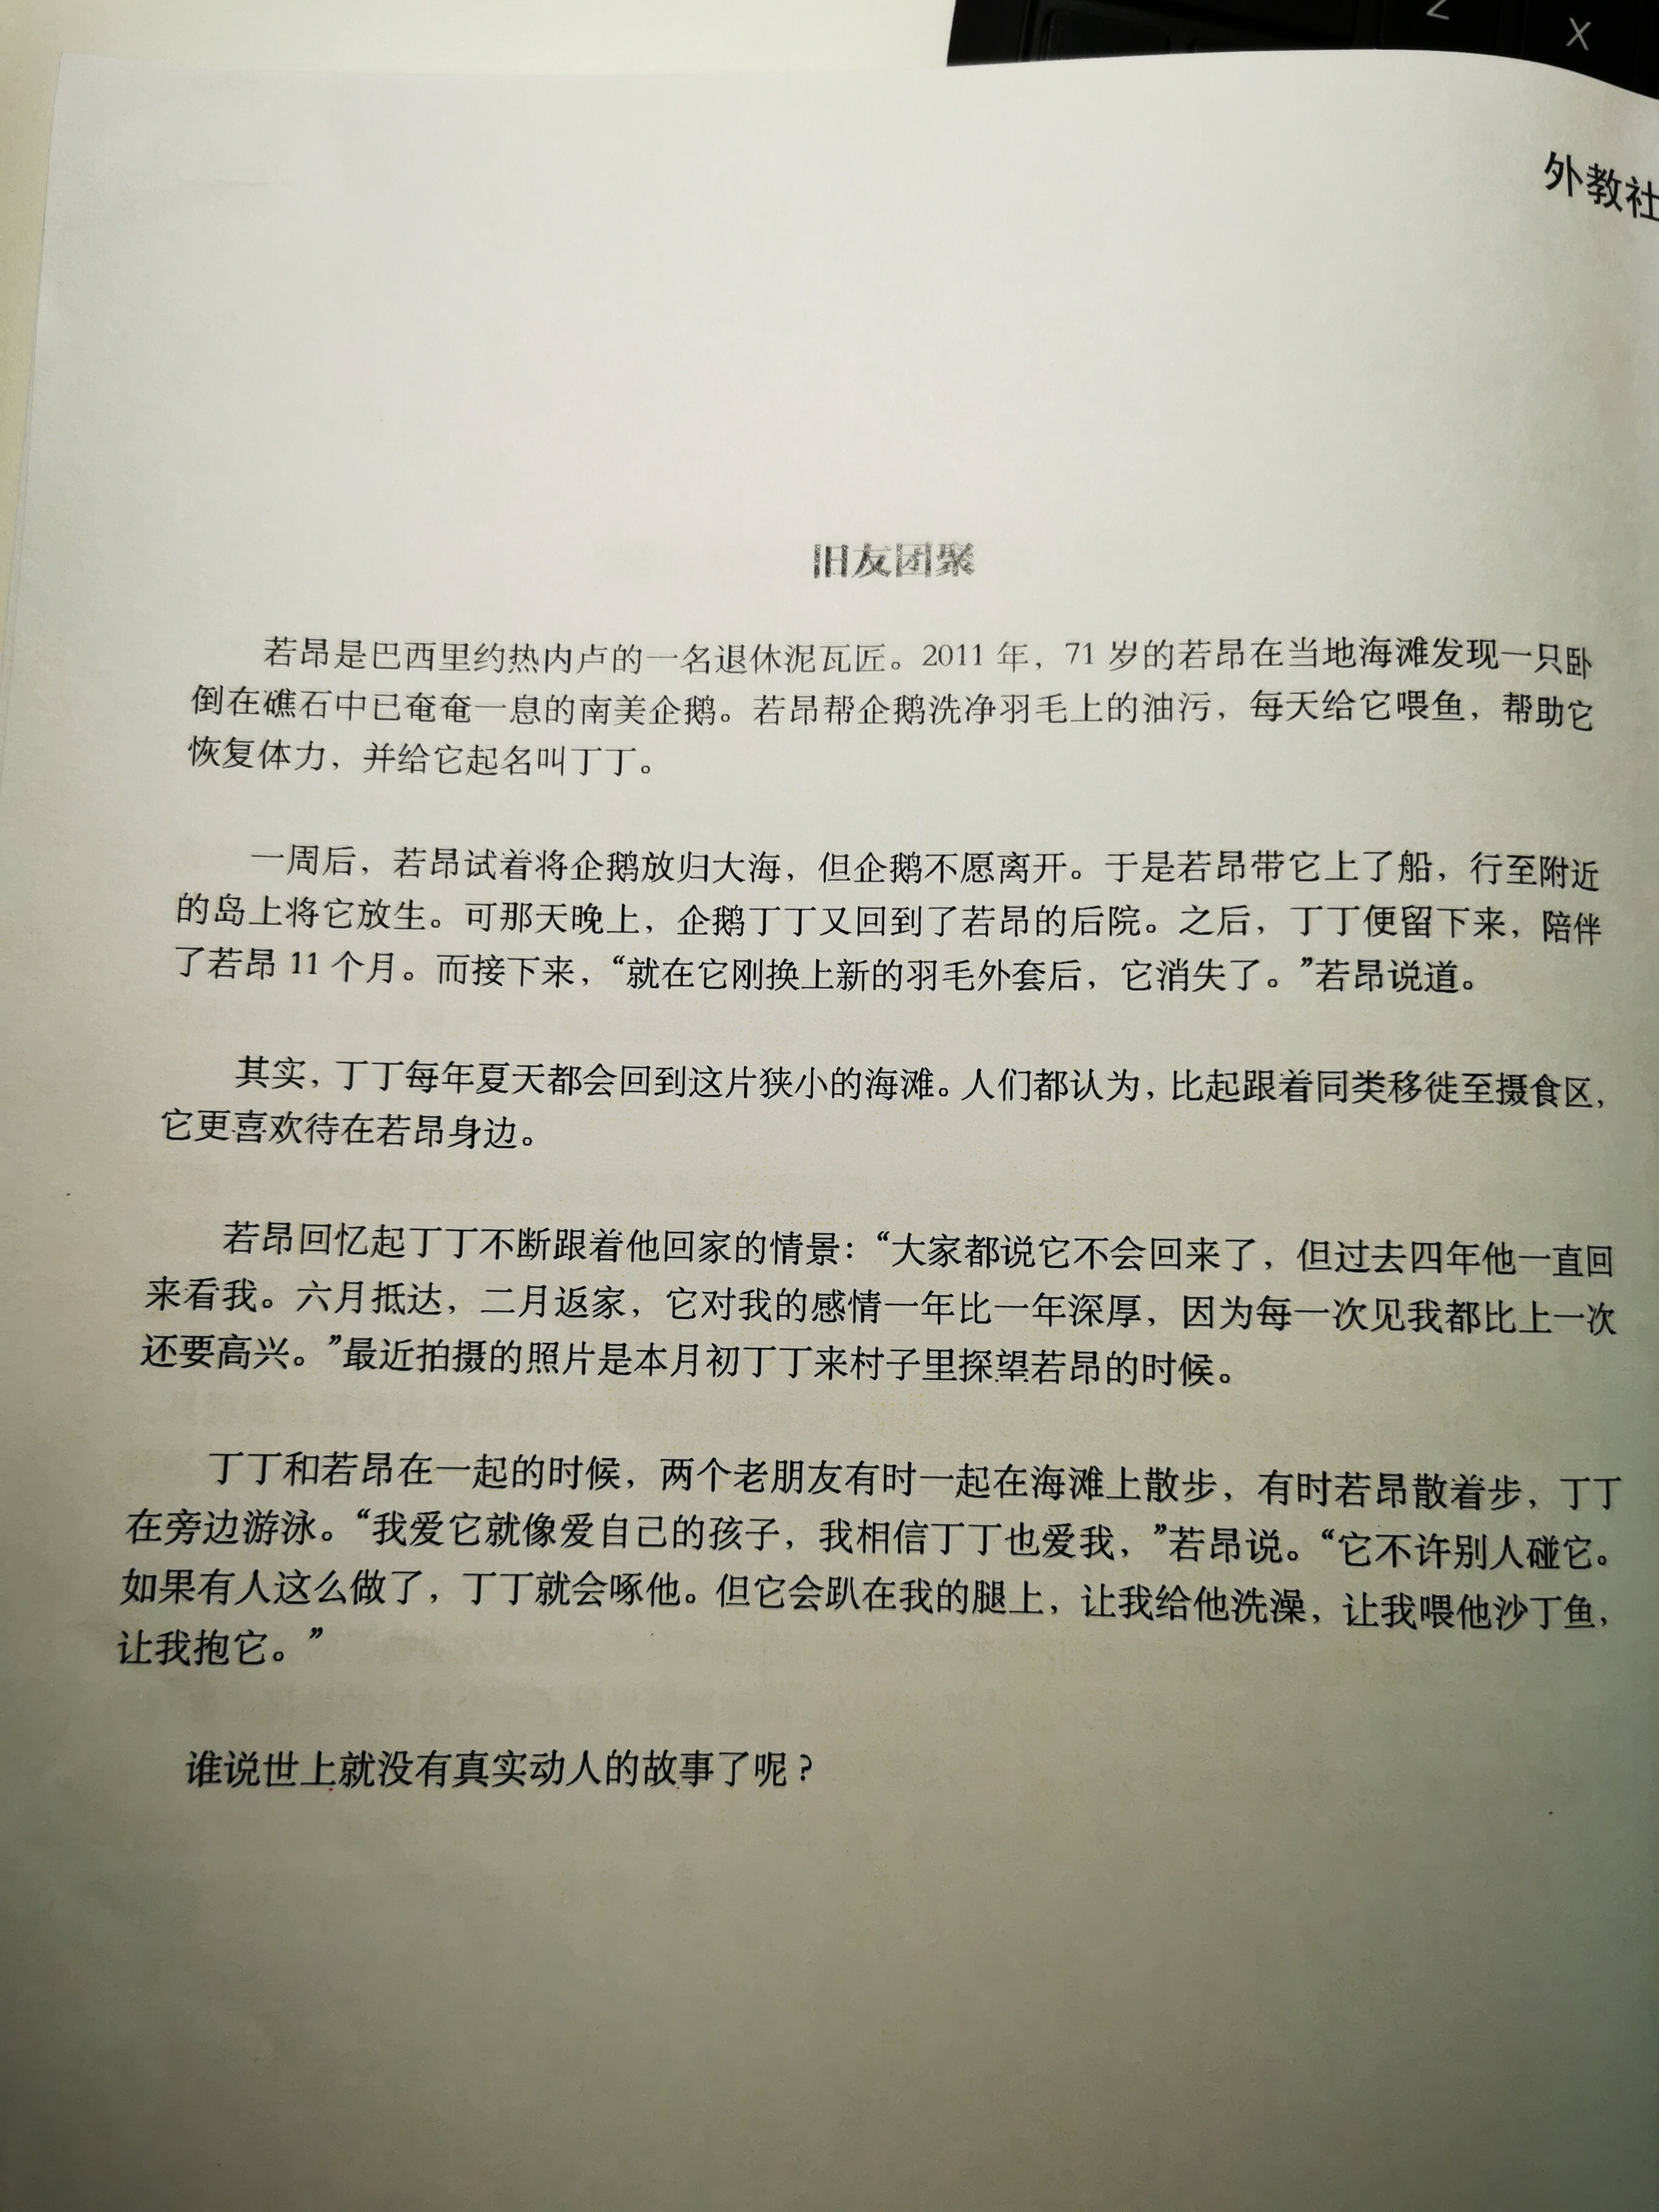 Z
X
外教社
旧友团聚
若昂是巴西里约热内卢的一名退休泥瓦匠。2011 年，71 岁的若昂在当地海滩发现一只卧
倒在礁石中已奄奄一息的南美企鹅。若昂帮企鹅洗净羽毛上的油污，每天给它喂鱼，帮助它
恢复体力，并给它起名叫丁丁。
一周后，若昂试着将企鹅放归大海，但企鹅不愿离开。于是若昂带它上了船，行至附近
的岛上将它放生。可那天晚上，企鹅丁丁又回到了若昂的后院。之后，丁丁便留下来，陪伴
了若昂 11 个月。而接下来，“就在它刚换上新的羽毛外套后，它消失了。”若昂说道。
其实，丁丁每年夏天都会回到这片狭小的海滩。人们都认为，比起跟着同类移徙至摄食区，
它更喜欢待在若昂身边。
若昂回忆起丁丁不断跟着他回家的情景：“大家都说它不会回来了，但过去四年他一直回
来看我。六月抵达，二月返家，它对我的感情一年比一年深厚，因为每一次见我都比上一次
还要高兴。”最近拍摄的照片是本月初丁丁来村子里探望若昂的时候。
丁丁和若昂在一起的时候，两个老朋友有时一起在海滩上散步，有时若昂散着步，丁丁
在旁边游泳。“我爱它就像爱自己的孩子，我相信丁丁也爱我，”若昂说。“它不许别人碰它。
如果有人这么做了，丁丁就会啄他。但它会趴在我的腿上，让我给他洗澡，让我喂他沙丁鱼，
让我抱它。”
谁说世上就没有真实动人的故事了呢？